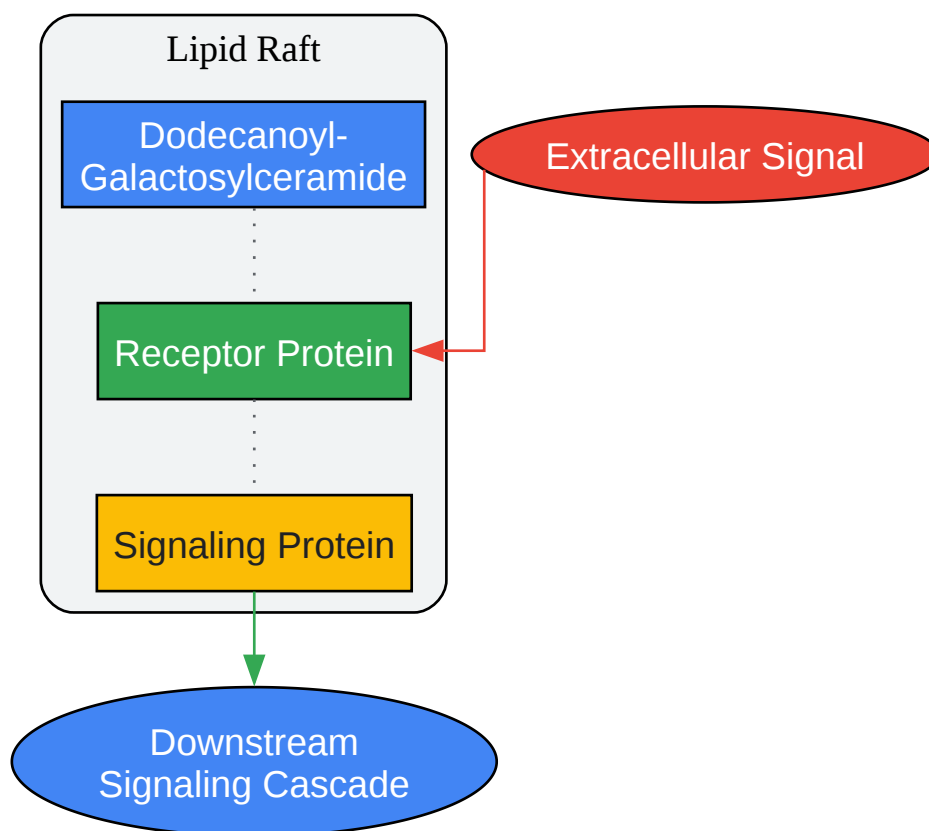 Lipid Raft
Dodecanoyl-
Galactosylceramide
Extracellular Signal
Receptor Protein
Signaling Protein
Downstream
Signaling Cascade